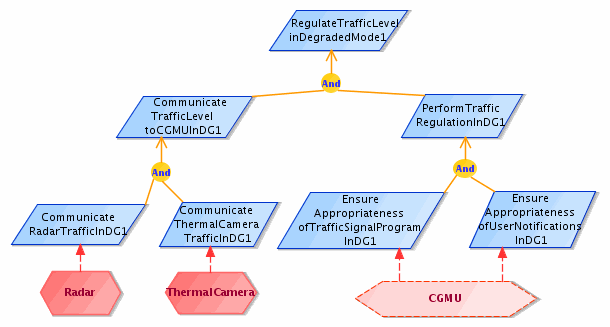 RegulateTrafficLevel
inDegradedMode1
And
Communicate
TrafficLevel
toCGMUInDG1
PerformTraffic
RegulationInDG1
And
And
Communicate
RadarTrafficInDG1
Communicate
ThermalCamera
TrafficInDG1
Ensure
Appropriateness
ofTrafficSignalProgram
InDG1
Ensure
Appropriateness
ofUserNotifications
InDG1
Radar
ThermalCamera
CGMU